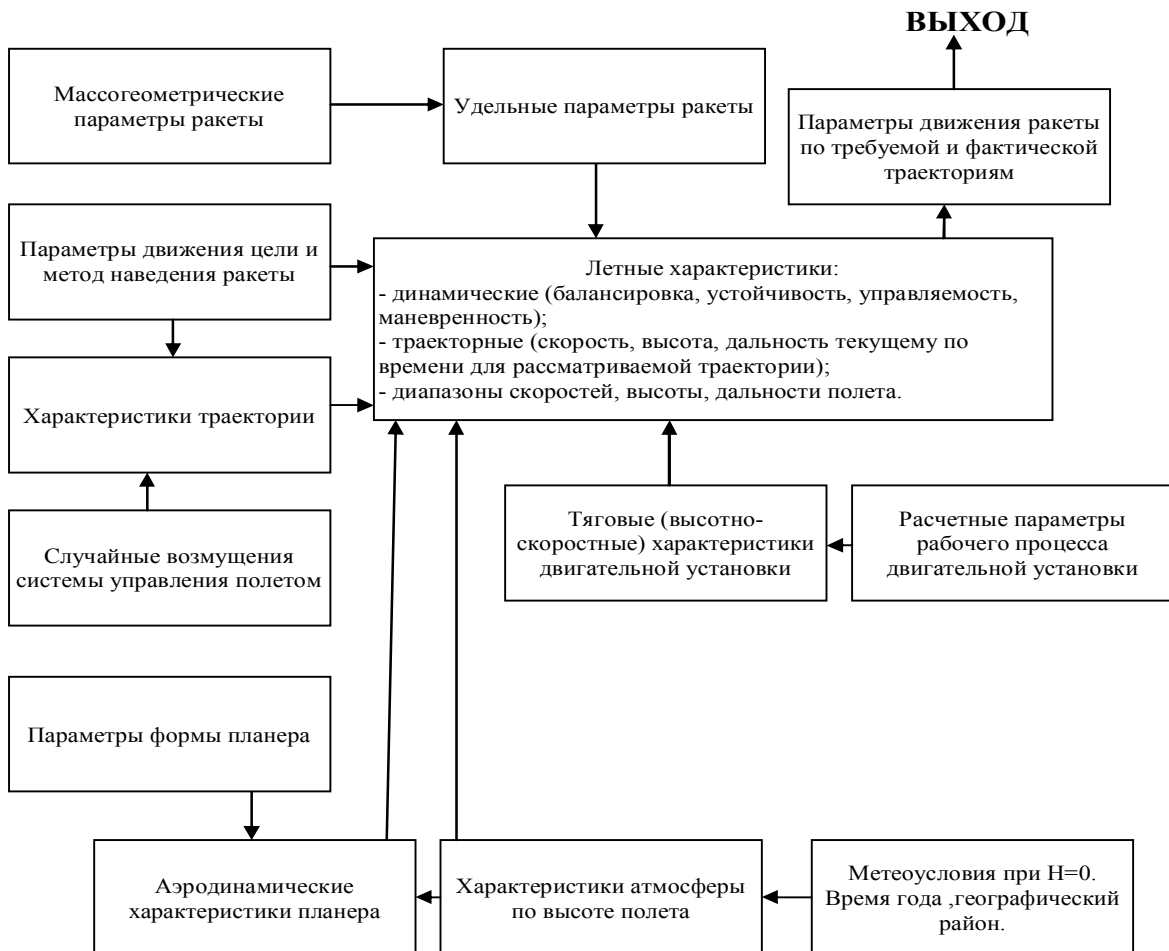 ВЫХОД
Массогеометрические
параметры ракеты
Удельные параметры ракеты
Параметры движения ракеты
по требуемой и фактической
траекториям
Параметры движения цели и
метод наведения ракеты
Летные характеристики:
- динамические (балансировка, устойчивость, управляемость,
маневренность);
- траекторные (скорость, высота, дальность текущему по
времени для рассматриваемой траектории);
- диапазоны скоростей, высоты, дальности полета.
Характеристики траектории
Случайные возмущения
системы управления полетом
Тяговые (высотно-
скоростные) характеристики
двигательной установки
Расчетные параметры
рабочего процесса
двигательной установки
Параметры формы планера
Аэродинамические
характеристики планера
Характеристики атмосферы
по высоте полета
Метеоусловия при Н=0.
Время года ,географический
район.